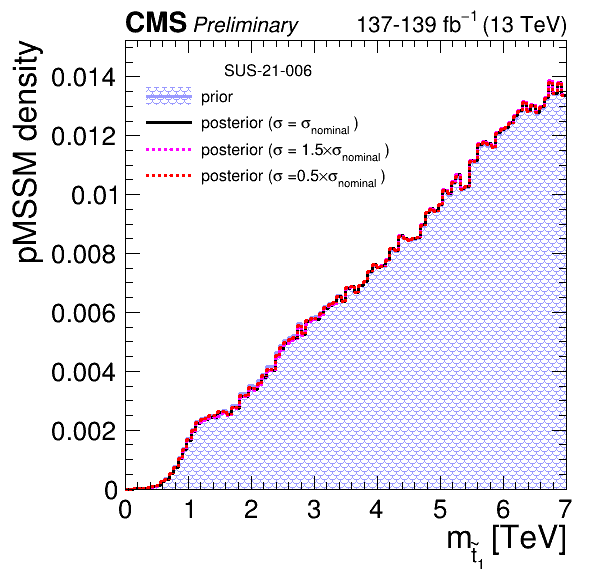 CMS Preliminary 137-139 fb⁻¹ (13 TeV)
pMSSM density
SUS-21-006
prior
posterior (σ = σnominal )
posterior (σ = 1.5×σnominal )
posterior (σ =0.5×σnominal )
0.014
0.012
0.01
0.008
0.006
0.004
0.002
0
0 1 2 3 4 5 6 7
m_t̃₁ [TeV]